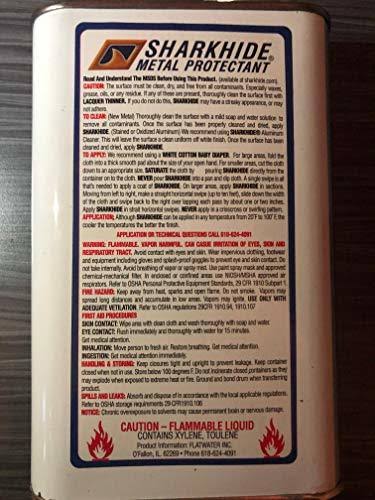 SHARKHIDE
METAL PROTECTANT®
Read And Understand The MSDS Before Using This Product. (available at sharkhide.com).
CAUTION: The surface must be clean, dry, and free from all contaminants. Especially waxes,
grease, oils, or any residue. If any of these are present, thoroughly clean the surface first with
LACQUER THINNER. If you do not do this, SHARKHIDE may have a streaky appearance, or may
not adhere.
TO CLEAR: (New Metal) Thoroughly clean the surface with a mild soap and water solution to
remove all contaminants. Once the surface has been properly cleaned and dried, apply
SHARKHIDE. (Stained or Oxidized Aluminum) We recommend using SHARKHIDE® Aluminum
Cleaner. This will leave the surface a clean uniform off white finish. Once the surface has been
cleaned and dried, apply SHARKHIDE.
TO APPLY: We recommend using a WHITE COTTON BABY DIAPER. For large areas, fold the
cloth into a thick smooth pad about the size of your open hand. For smaller areas, cut the cloth
down to an appropriate size. SATURATE the cloth by pouring SHARKHIDE directly from the
container on to the cloth. NEVER pour SHARKHIDE into a pan and dip a cloth. A single swipe is all
that's needed to apply a coat of SHARKHIDE. On large areas, apply SHARKHIDE in sections.
Moving from left to right, make a straight horizontal swipe (up to ten feet), slide down the width of
the cloth and swipe back to the right over lapping each pass by about one or two inches.
Apply SHARKHIDE in small horizontal swipes, NEVER apply in a crisscross or swirling pattern.
APPLICATION; Although SHARKHIDE can be applied in any temperature from 20˚F to 100˚ F, the
cooler the temperatures the better the finish.
APPLICATION OR TECHNICAL QUESTIONS CALL 618-624-4091
WARNING: FLAMMABLE. VAPOR HARMFUL. CAN CAUSE IRRITATION OF EYES, SKIN AND
RESPIRATORY TRACT. Avoid contact with eyes and skin. Wear impervious clothing, footwear
and equipment including gloves and splash-proof goggles to prevent eye and skin contact. Do
not take internally. Avoid breathing of vapor or spray mist. Use paint spray mask and approved
chemical-mechanical filter. In enclosed or confined areas use NIOSH/MSHA approved air
respirators. Refer to OSHA Personal Protective Equipment Standards, 29 CFR 1910 Subpart 1.
FIRE HAZARD: Keep away from heat, sparks and open flame. Do not smoke. Vapors may
spread long distances and accumulate in low areas. Vapors may ignite. USE ONLY WITH
ADEQUATE VETILATION. Refer to OSHA regulations 29CFR 1910.94, 1910.107
FIRST AID PROCEDURES
SKIN CONTACT: Wipe area with clean cloth and wash thoroughly with soap and water.
EYE CONTACT: Flush immediately and thoroughly with water for 15 minutes.
Get medical attention.
INHALATION: Move person to fresh air. Restore breathing. Get medical attention.
INGESTION: Get medical attention immediately.
HANDLING & STORING: Keep closures tight and upright to prevent leakage. Keep container
closed when not in use. Store below 100 degrees F. Do not incinerate closed containers as they
may explode when exposed to extreme heat or fire. Ground and bond drum when transferring
product.
SPILLS AND LEAKS: Absorb and dispose of in accordance with the local applicable regulations.
Refer to OSHA storage requirements 29-CFR1910.106
NOTICE: Chronic overexposure to solvents may cause permanent brain or nervous damage.
CAUTION – FLAMMABLE LIQUID
CONTAINS XYLENE, TOULENE
Product Information: FLATWATER INC.
O'Fallon, IL. 62269 • Phone 618-624-4091